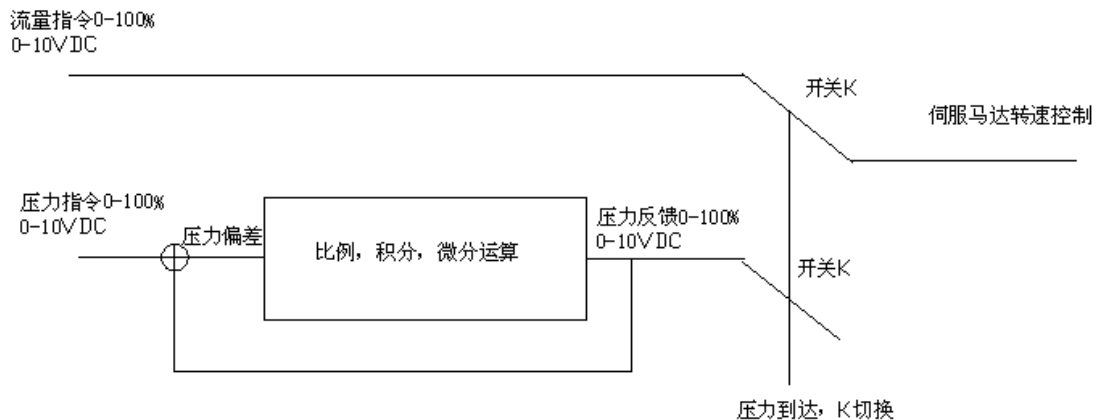 流量指令0-100%
0-10VDC
开关K
伺服马达转速控制
压力指令0-100%
0-10VDC
压力偏差
比例，积分，微分运算
压力反馈0-100%
0-10VDC
开关K
压力到达，K切换